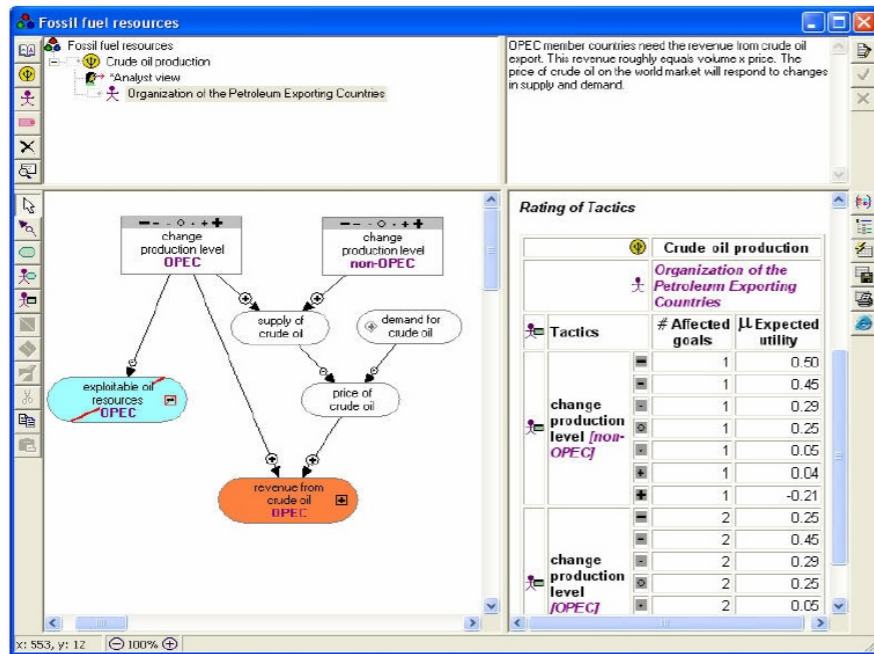 Fossil fuel resources
Fossil fuel resources
Crude oil production
*Analyst view
Organization of the Petroleum Exporting Countries
OPEC member countries need the revenue from crude oil
export. This revenue roughly equals volume x price. The
price of crude oil on the world market will respond to changes
in supply and demand.
change
production level
OPEC
change
production level
non-OPEC
supply of
crude oil
demand for
crude oil
exploitable oil
resources
OPEC
price of
crude oil
revenue from
crude oil
OPEC
Rating of Tactics
Crude oil production
Organization of the
Petroleum Exporting
Countries
Tactics
# Affected
goals
μ Expected
utility
change
production
level [non-
OPEC]
1 0.50
1 0.45
1 0.29
1 0.25
1 0.05
1 0.04
1 -0.21
change
production
level
[OPEC]
2 0.25
2 0.45
2 0.29
2 0.25
2 0.05
x: 553, y: 12
100%